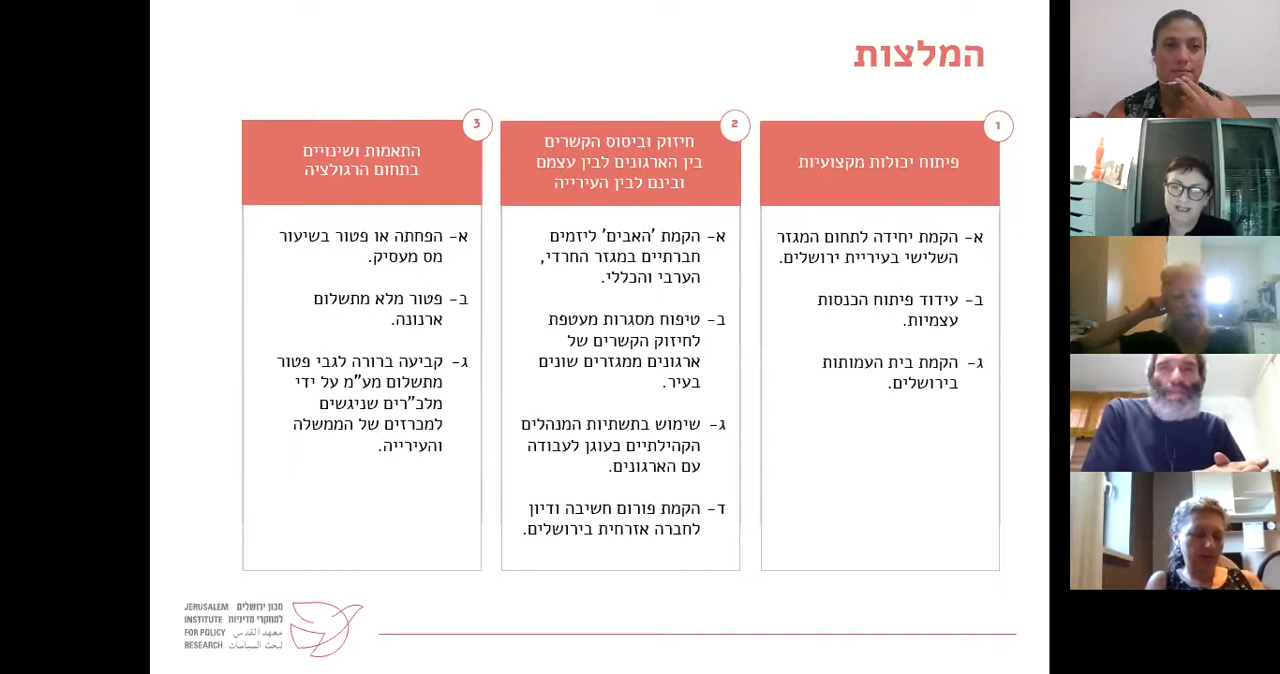 המלצות
1
פיתוח יכולות מקצועיות
א- הקמת יחידה לתחום המגזר
השלישי בעיריית ירושלים.
ב- עידוד פיתוח הכנסות
עצמיות.
ג- הקמת בית העמותות
בירושלים.
2
חיזוק וביסוס הקשרים
בין הארגונים לבין עצמם
ובינם לבין העירייה
א- הקמת 'האבים' ליזמים
חברתיים במגזר החרדי,
הערבי והכללי.
ב- טיפוח מסגרות מעטפת
לחיזוק הקשרים של
ארגונים ממגזרים שונים
בעיר.
ג- שימוש בתשתיות המנהלים
הקהילתיים כעוגן לעבודה
עם הארגונים.
ד- הקמת פורום חשיבה ודיון
לחברה אזרחית בירושלים.
3
התאמות ושינויים
בתחום הרגולציה
א- הפחתה או פטור בשיעור
מס מעסיק.
ב- פטור מלא מתשלום
ארנונה.
ג- קביעה ברורה לגבי פטור
מתשלום מע"מ על ידי
מלכ"רים שניגשים
למכרזים של הממשלה
והעירייה.
JERUSALEM
INSTITUTE
FOR POLICY
RESEARCH
מכון ירושלים
למחקרי מדיניות
معهد القدس
لبحث السياسات